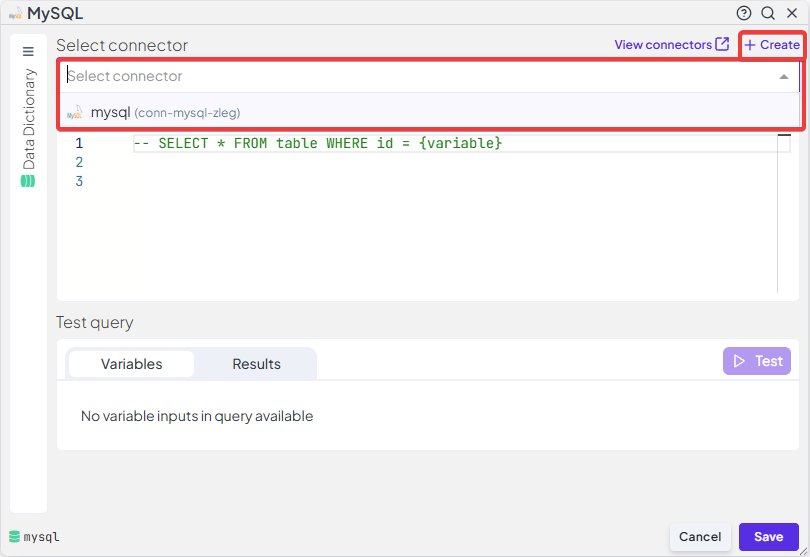 MySQL
Data Dictionary
Select connector
View connectors
+ Create
Select connector
MySQL mysql (conn-mysql-zleg)
1 -- SELECT * FROM table WHERE id = {variable}
2
3
Test query
Variables Results Test
No variable inputs in query available
mysql
Cancel Save